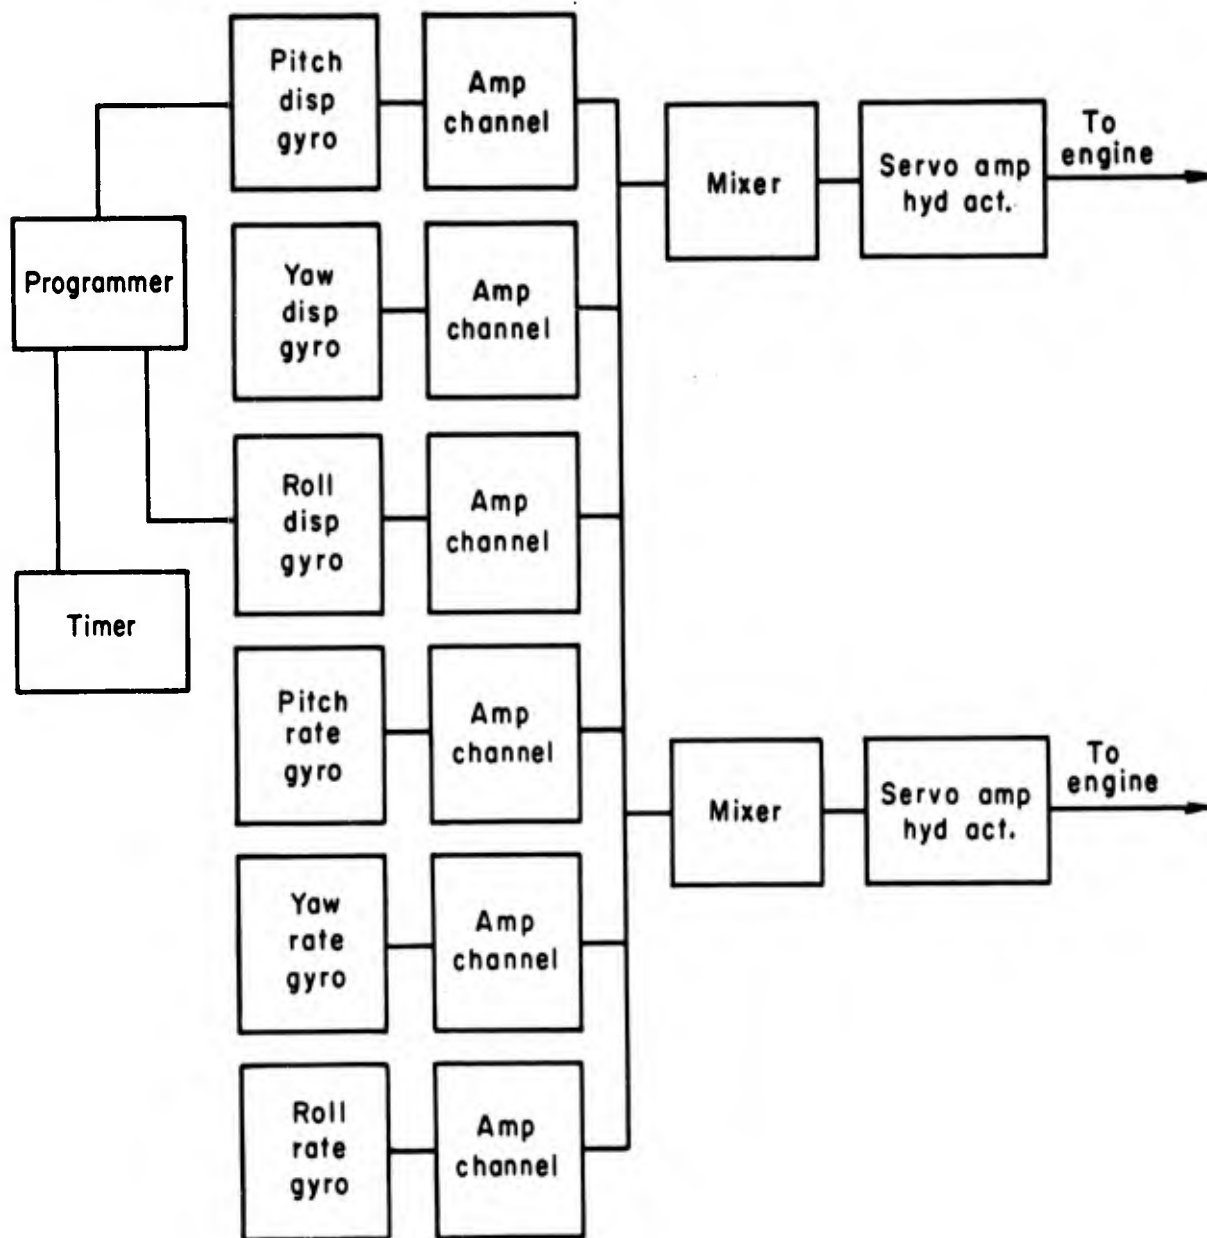 Pitch
disp
gyro
Amp
channel
To
engine
Mixer
Servo amp
hyd act.
Programmer
Yaw
disp
gyro
Amp
channel
Roll
disp
gyro
Amp
channel
Timer
Pitch
rate
gyro
Amp
channel
To
engine
Mixer
Servo amp
hyd act.
Yaw
rate
gyro
Amp
channel
Roll
rate
gyro
Amp
channel